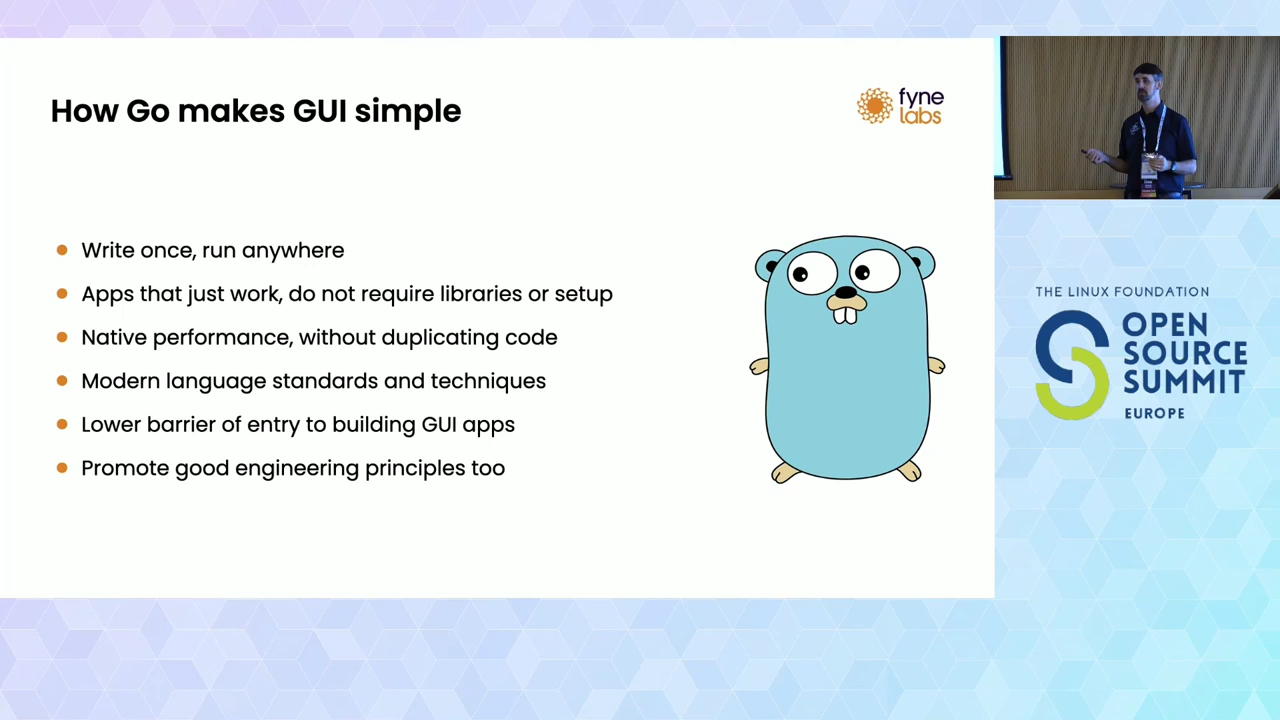 How Go makes GUI simple
fyne
labs
Write once, run anywhere
Apps that just work, do not require libraries or setup
Native performance, without duplicating code
Modern language standards and techniques
Lower barrier of entry to building GUI apps
Promote good engineering principles too
THE LINUX FOUNDATION
OPEN
SOURCE
SUMMIT
EUROPE